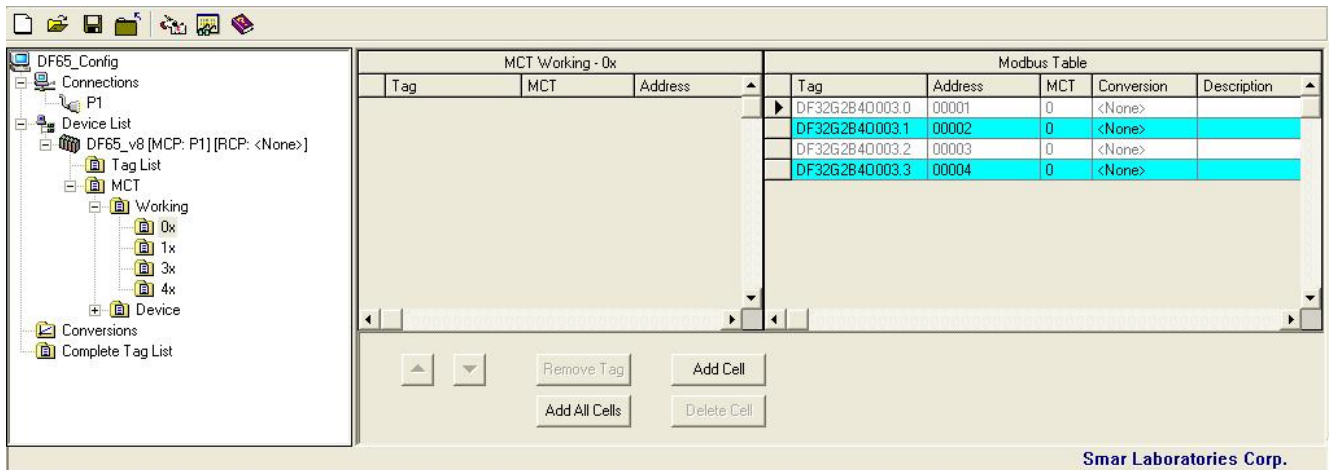 DF65_Config
Connections
P1
Device List
DF65_v8 [MCP: P1] [RCP: <None>]
Tag List
MCT
Working
0x
1x
3x
4x
Device
Conversions
Complete Tag List
MCT Working - 0x
Tag MCT Address
Modbus Table
Tag Address MCT Conversion Description
DF32G2B4O003.0 00001 0 <None>
DF32G2B4O003.1 00002 0 <None>
DF32G2B4O003.2 00003 0 <None>
DF32G2B4O003.3 00004 0 <None>
Remove Tag Add Cell
Add All Cells Delete Cell
Smar Laboratories Corp.